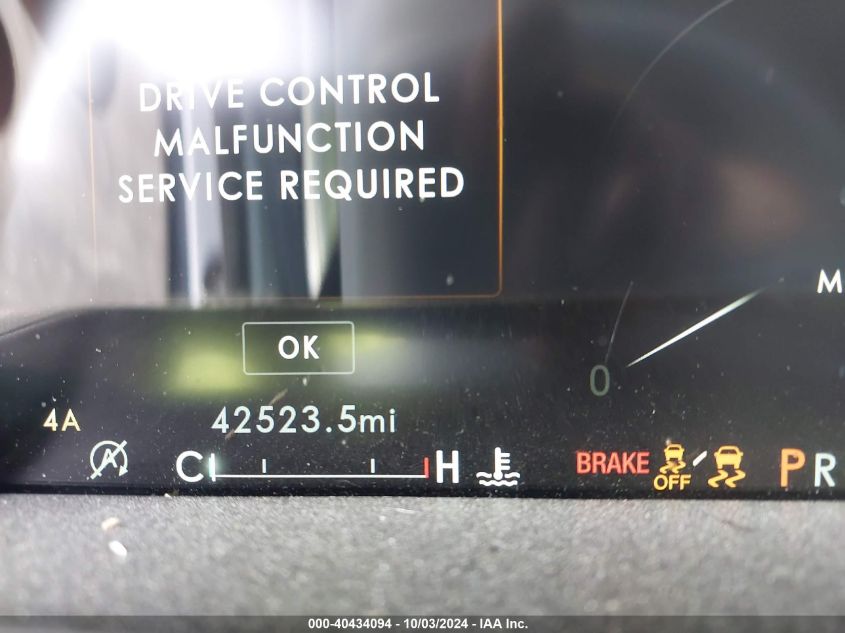 DRIVE CONTROL
MALFUNCTION
SERVICE REQUIRED
M
OK
0
4A
42523.5mi
A
C H BRAKE OFF P R
000-40434094 - 10/03/2024 - IAA Inc.